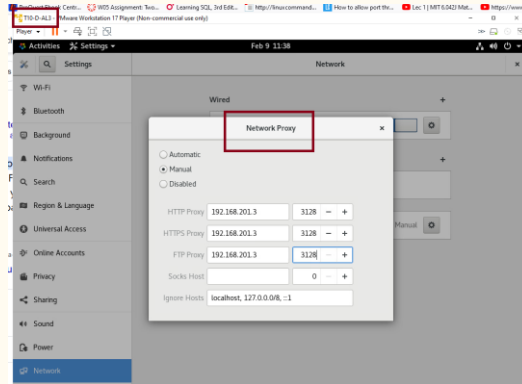 ProQuest Ebook Centr... W05 Assignment: Two... Learning SQL, 3rd Edit... http://linuxcommand... How to allow port thr... Lec 1 | MIT 6.042J Mat... https://www
TI0-D-AL3 - VMware Workstation 17 Player (Non-commercial use only)
Player
Activities Settings Feb 9 11:38
Settings Network
Wi-Fi
Bluetooth
Background
Notifications
Search
Region & Language
Universal Access
Online Accounts
Privacy
Sharing
Sound
Power
Network
Wired +
+
Manual
Network Proxy ×
Automatic
Manual
Disabled
HTTP Proxy 192.168.201.3 3128 − +
HTTPS Proxy 192.168.201.3 3128 − +
FTP Proxy 192.168.201.3 3128 − +
Socks Host 0 − +
Ignore Hosts localhost, 127.0.0.0/8, ::1